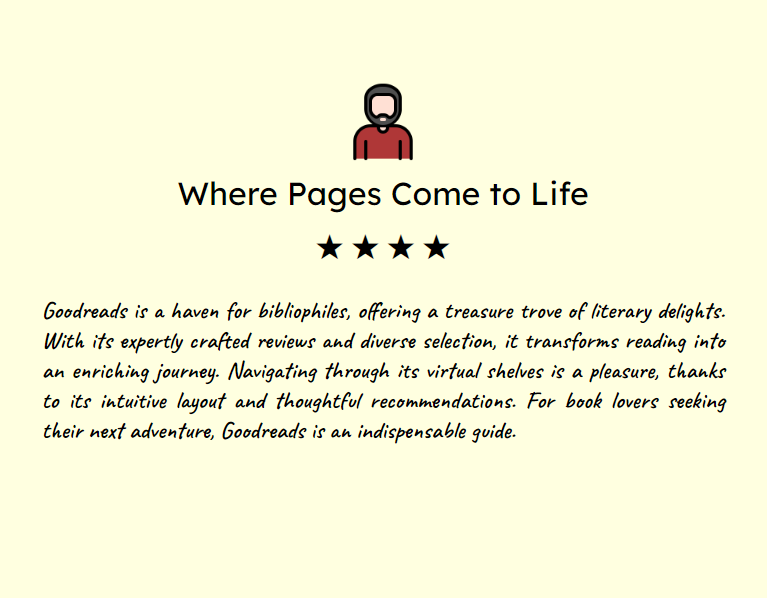 Where Pages Come to Life
★ ★ ★ ★
Goodreads is a haven for bibliophiles, offering a treasure trove of literary delights.
With its expertly crafted reviews and diverse selection, it transforms reading into
an enriching journey. Navigating through its virtual shelves is a pleasure, thanks
to its intuitive layout and thoughtful recommendations. For book lovers seeking
their next adventure, Goodreads is an indispensable guide.